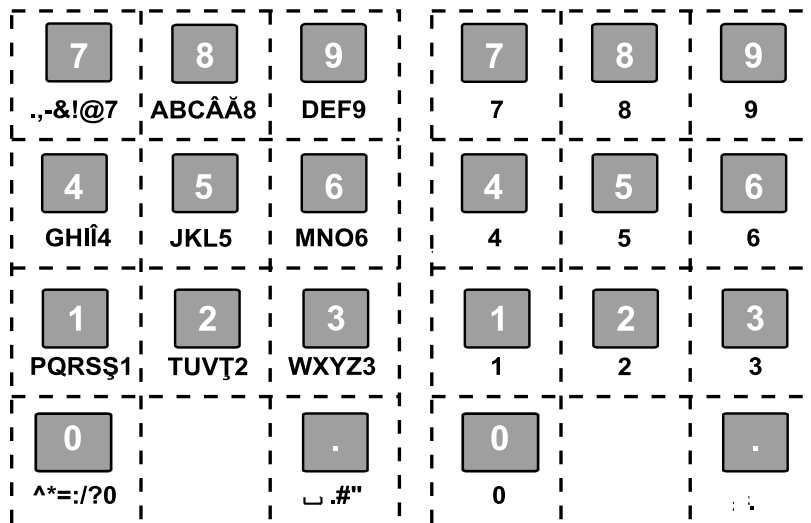 7 8 9 7 8 9
.,-&!@7 ABCÂĂ8 DEF9 7 8 9
4 5 6 4 5 6
GHIÎ4 JKL5 MNO6 4 5 6
1 2 3 1 2 3
PQRSŞ1 TUVŢ2 WXYZ3 1 2 3
0 . 0 .
^*=:/?0 ⎵ .#" 0